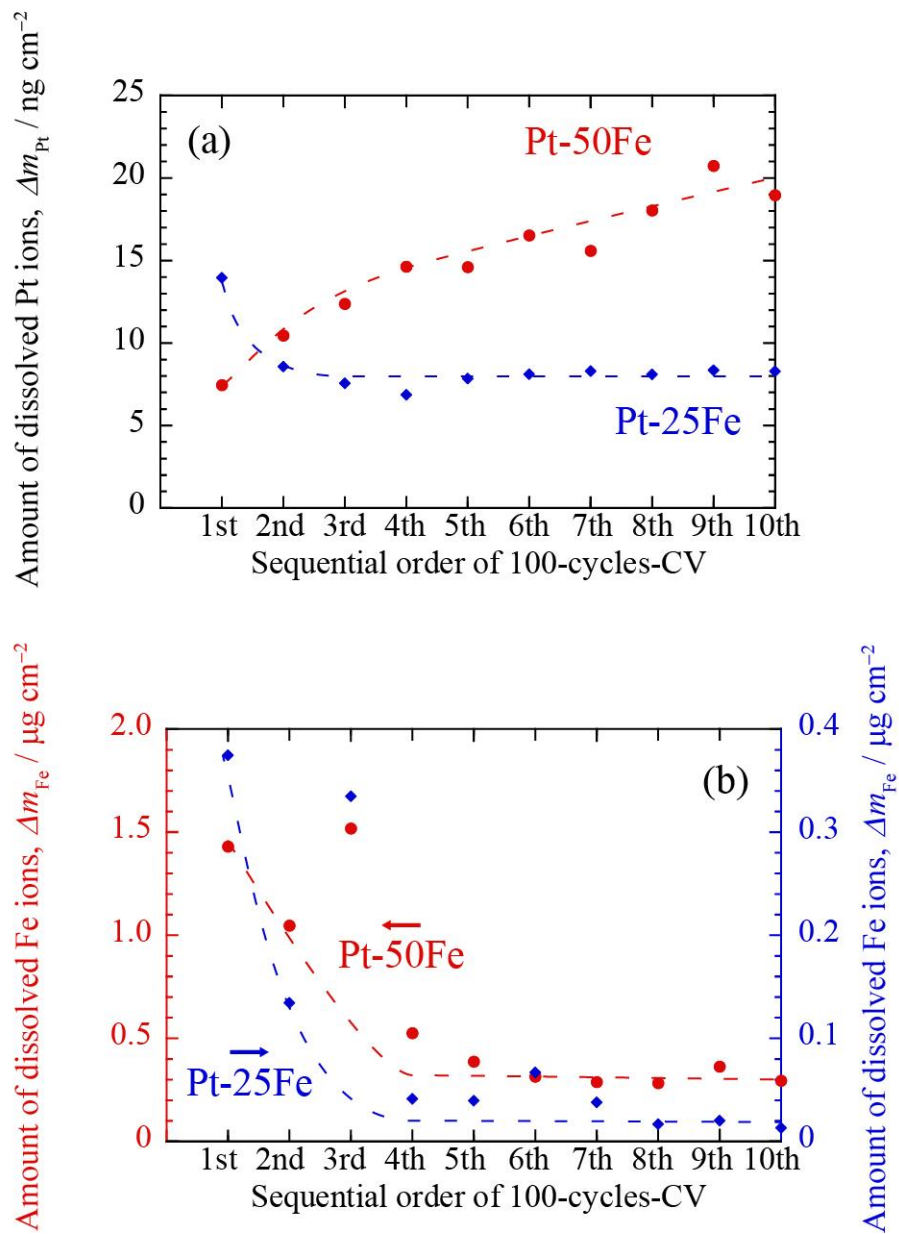 Amount of dissolved Pt ions, Δm_Pt / ng cm⁻²
25
20
15
10
5
0
(a)
Pt-50Fe
Pt-25Fe
1st 2nd 3rd 4th 5th 6th 7th 8th 9th 10th
Sequential order of 100-cycles-CV
Amount of dissolved Fe ions, Δm_Fe / μg cm⁻²
2.0
1.5
1.0
0.5
0
(b)
Pt-50Fe
Pt-25Fe
0.4
0.3
0.2
0.1
0
Amount of dissolved Fe ions, Δm_Fe / μg cm⁻²
1st 2nd 3rd 4th 5th 6th 7th 8th 9th 10th
Sequential order of 100-cycles-CV